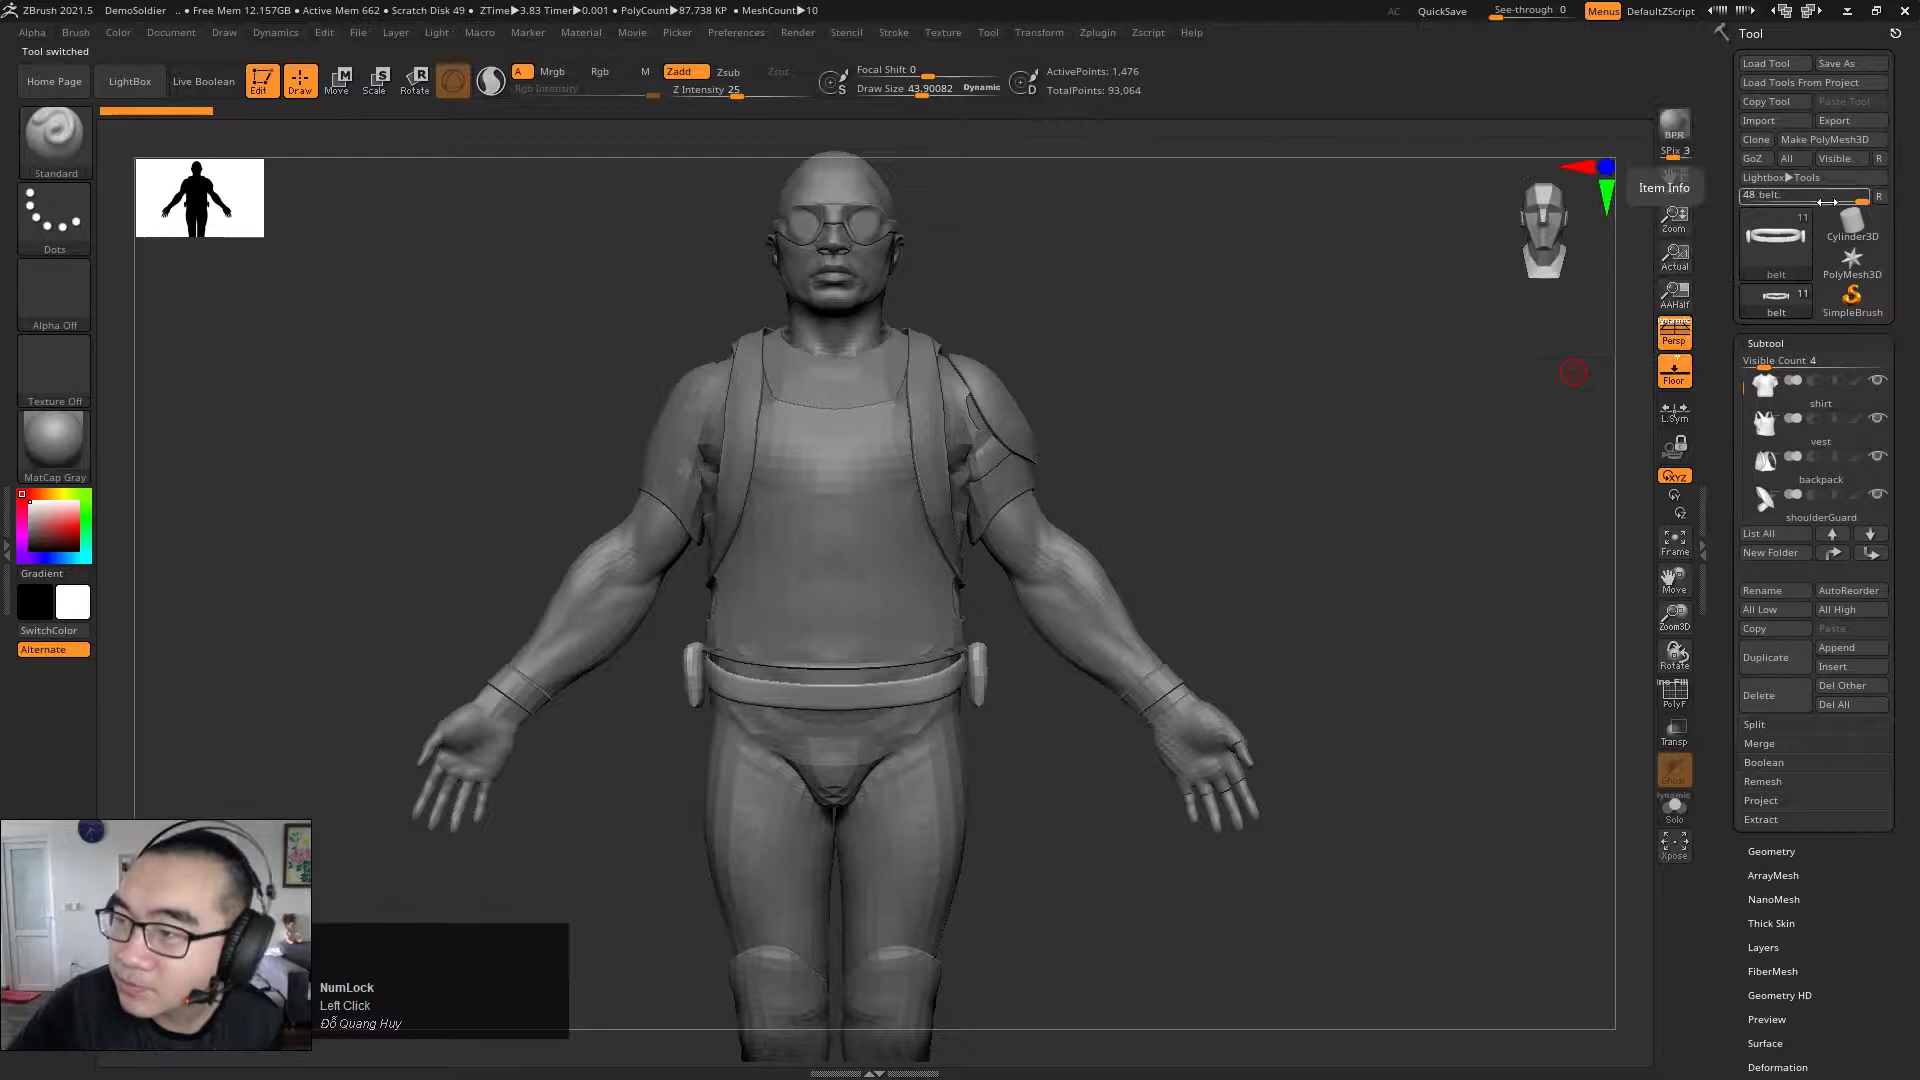 ZBrush 2021.5 DemoSoldier .. • Free Mem 12.157GB • Active Mem 662 • Scratch Disk 49 • ZTime▶3.83 Timer▶0.001 • PolyCount▶87.738 KP • MeshCount▶10
AC QuickSave See-through 0 Menus DefaultZScript
Alpha Brush Color Document Draw Dynamics Edit File Layer Light Macro Marker Material Movie Picker Preferences Render Stencil Stroke Texture Tool Transform Zplugin Zscript Help
Tool switched
Home Page LightBox Live Boolean Edit Draw Move Scale Rotate
A Mrgb Rgb M Zadd Zsub Zcut
Rgb Intensity Z Intensity 25
S Focal Shift 0
Draw Size 43.90082 Dynamic
D ActivePoints: 1,476
TotalPoints: 93,064
Standard
Dots
Alpha Off
Texture Off
MatCap Gray
Gradient
SwitchColor
Alternate
NumLock
Left Click
Đỗ Quang Huy
BPR
SPix 3
Item Info
Zoom
Actual
AAHalf
Dynamic
Persp
Floor
L.Sym
XYZ
Y
Z
Frame
Move
Zoom3D
Rotate
PolyF
Transp
Ghost
Dynamic
Solo
Xpose
Tool
Load Tool Save As
Load Tools From Project
Copy Tool Paste Tool
Import Export
Clone Make PolyMesh3D
GoZ All Visible R
Lightbox▶Tools
48 belt. R
11
belt
Cylinder3D
PolyMesh3D
11
belt
SimpleBrush
Subtool
Visible Count 4
shirt
vest
backpack
shoulderGuard
List All
New Folder
Rename AutoReorder
All Low All High
Copy Paste
Duplicate Append
Insert
Delete Del Other
Del All
Split
Merge
Boolean
Remesh
Project
Extract
Geometry
ArrayMesh
NanoMesh
Thick Skin
Layers
FiberMesh
Geometry HD
Preview
Surface
Deformation